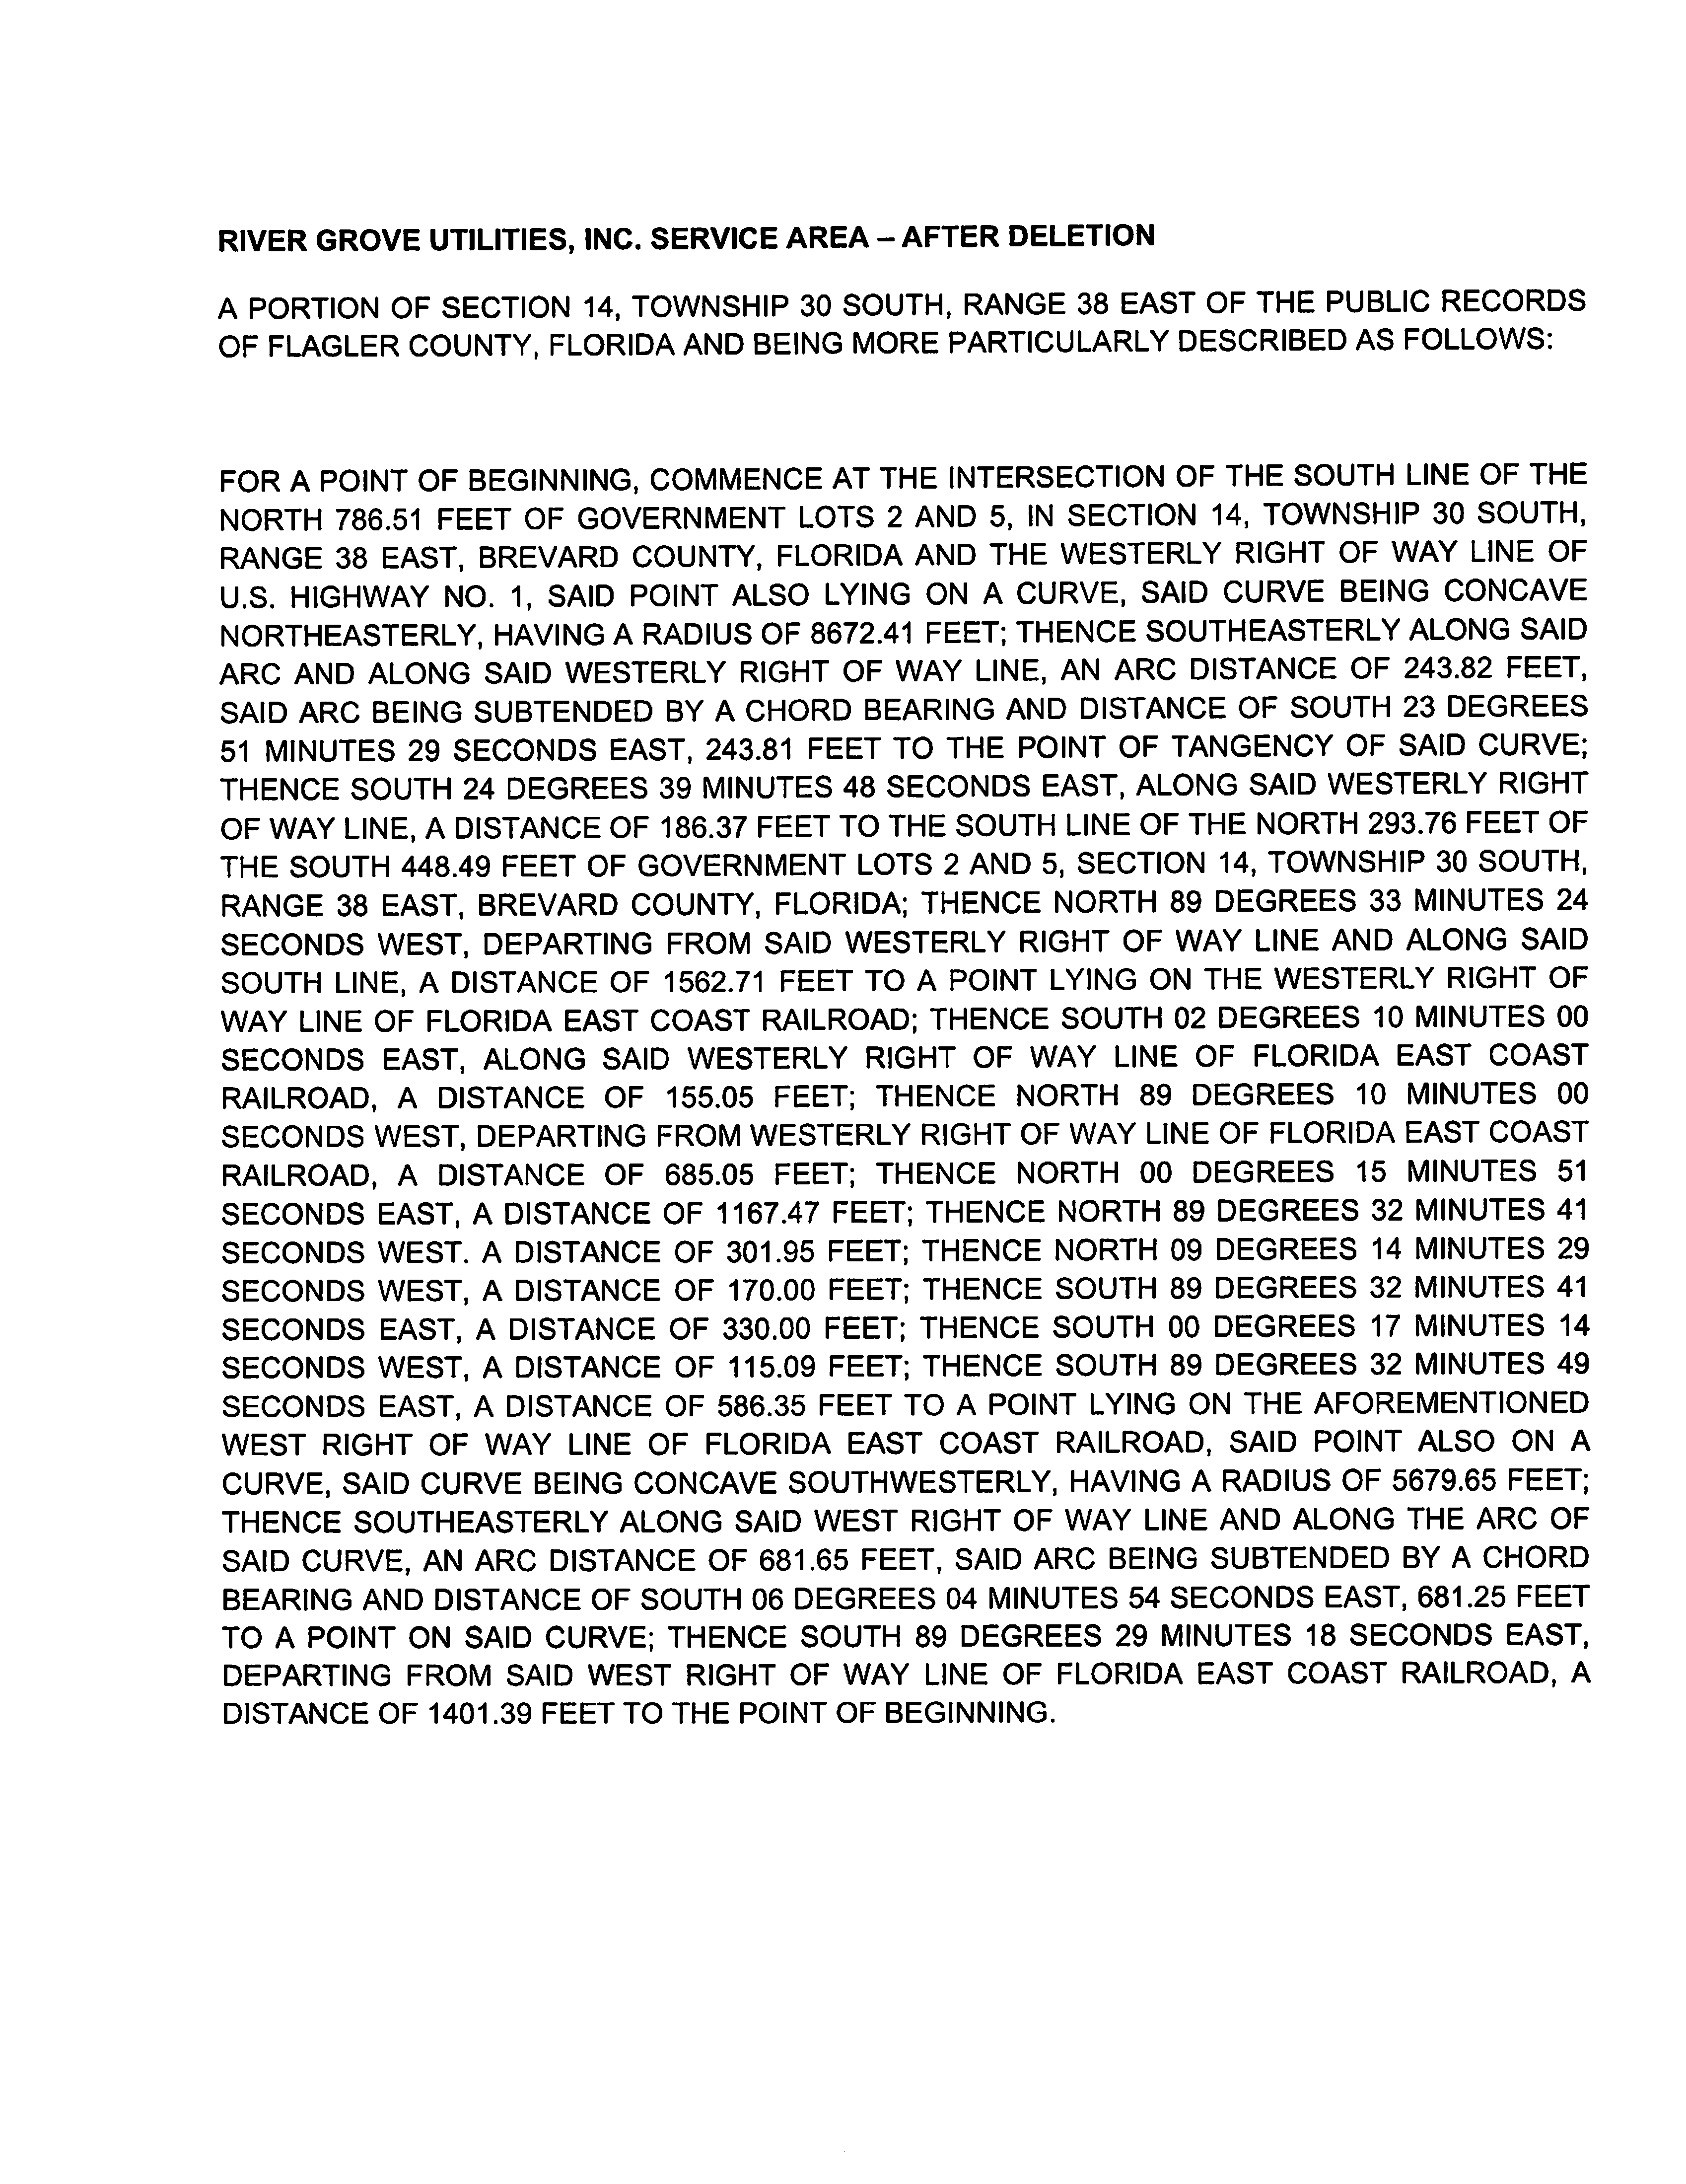 RIVER GROVE UTILITIES, INC. SERVICE AREA – AFTER DELETION
A PORTION OF SECTION 14, TOWNSHIP 30 SOUTH, RANGE 38 EAST OF THE PUBLIC RECORDS
OF FLAGLER COUNTY, FLORIDA AND BEING MORE PARTICULARLY DESCRIBED AS FOLLOWS:
FOR A POINT OF BEGINNING, COMMENCE AT THE INTERSECTION OF THE SOUTH LINE OF THE
NORTH 786.51 FEET OF GOVERNMENT LOTS 2 AND 5, IN SECTION 14, TOWNSHIP 30 SOUTH,
RANGE 38 EAST, BREVARD COUNTY, FLORIDA AND THE WESTERLY RIGHT OF WAY LINE OF
U.S. HIGHWAY NO. 1, SAID POINT ALSO LYING ON A CURVE, SAID CURVE BEING CONCAVE
NORTHEASTERLY, HAVING A RADIUS OF 8672.41 FEET; THENCE SOUTHEASTERLY ALONG SAID
ARC AND ALONG SAID WESTERLY RIGHT OF WAY LINE, AN ARC DISTANCE OF 243.82 FEET,
SAID ARC BEING SUBTENDED BY A CHORD BEARING AND DISTANCE OF SOUTH 23 DEGREES
51 MINUTES 29 SECONDS EAST, 243.81 FEET TO THE POINT OF TANGENCY OF SAID CURVE;
THENCE SOUTH 24 DEGREES 39 MINUTES 48 SECONDS EAST, ALONG SAID WESTERLY RIGHT
OF WAY LINE, A DISTANCE OF 186.37 FEET TO THE SOUTH LINE OF THE NORTH 293.76 FEET OF
THE SOUTH 448.49 FEET OF GOVERNMENT LOTS 2 AND 5, SECTION 14, TOWNSHIP 30 SOUTH,
RANGE 38 EAST, BREVARD COUNTY, FLORIDA; THENCE NORTH 89 DEGREES 33 MINUTES 24
SECONDS WEST, DEPARTING FROM SAID WESTERLY RIGHT OF WAY LINE AND ALONG SAID
SOUTH LINE, A DISTANCE OF 1562.71 FEET TO A POINT LYING ON THE WESTERLY RIGHT OF
WAY LINE OF FLORIDA EAST COAST RAILROAD; THENCE SOUTH 02 DEGREES 10 MINUTES 00
SECONDS EAST, ALONG SAID WESTERLY RIGHT OF WAY LINE OF FLORIDA EAST COAST
RAILROAD, A DISTANCE OF 155.05 FEET; THENCE NORTH 89 DEGREES 10 MINUTES 00
SECONDS WEST, DEPARTING FROM WESTERLY RIGHT OF WAY LINE OF FLORIDA EAST COAST
RAILROAD, A DISTANCE OF 685.05 FEET; THENCE NORTH 00 DEGREES 15 MINUTES 51
SECONDS EAST, A DISTANCE OF 1167.47 FEET; THENCE NORTH 89 DEGREES 32 MINUTES 41
SECONDS WEST. A DISTANCE OF 301.95 FEET; THENCE NORTH 09 DEGREES 14 MINUTES 29
SECONDS WEST, A DISTANCE OF 170.00 FEET; THENCE SOUTH 89 DEGREES 32 MINUTES 41
SECONDS EAST, A DISTANCE OF 330.00 FEET; THENCE SOUTH 00 DEGREES 17 MINUTES 14
SECONDS WEST, A DISTANCE OF 115.09 FEET; THENCE SOUTH 89 DEGREES 32 MINUTES 49
SECONDS EAST, A DISTANCE OF 586.35 FEET TO A POINT LYING ON THE AFOREMENTIONED
WEST RIGHT OF WAY LINE OF FLORIDA EAST COAST RAILROAD, SAID POINT ALSO ON A
CURVE, SAID CURVE BEING CONCAVE SOUTHWESTERLY, HAVING A RADIUS OF 5679.65 FEET;
THENCE SOUTHEASTERLY ALONG SAID WEST RIGHT OF WAY LINE AND ALONG THE ARC OF
SAID CURVE, AN ARC DISTANCE OF 681.65 FEET, SAID ARC BEING SUBTENDED BY A CHORD
BEARING AND DISTANCE OF SOUTH 06 DEGREES 04 MINUTES 54 SECONDS EAST, 681.25 FEET
TO A POINT ON SAID CURVE; THENCE SOUTH 89 DEGREES 29 MINUTES 18 SECONDS EAST,
DEPARTING FROM SAID WEST RIGHT OF WAY LINE OF FLORIDA EAST COAST RAILROAD, A
DISTANCE OF 1401.39 FEET TO THE POINT OF BEGINNING.